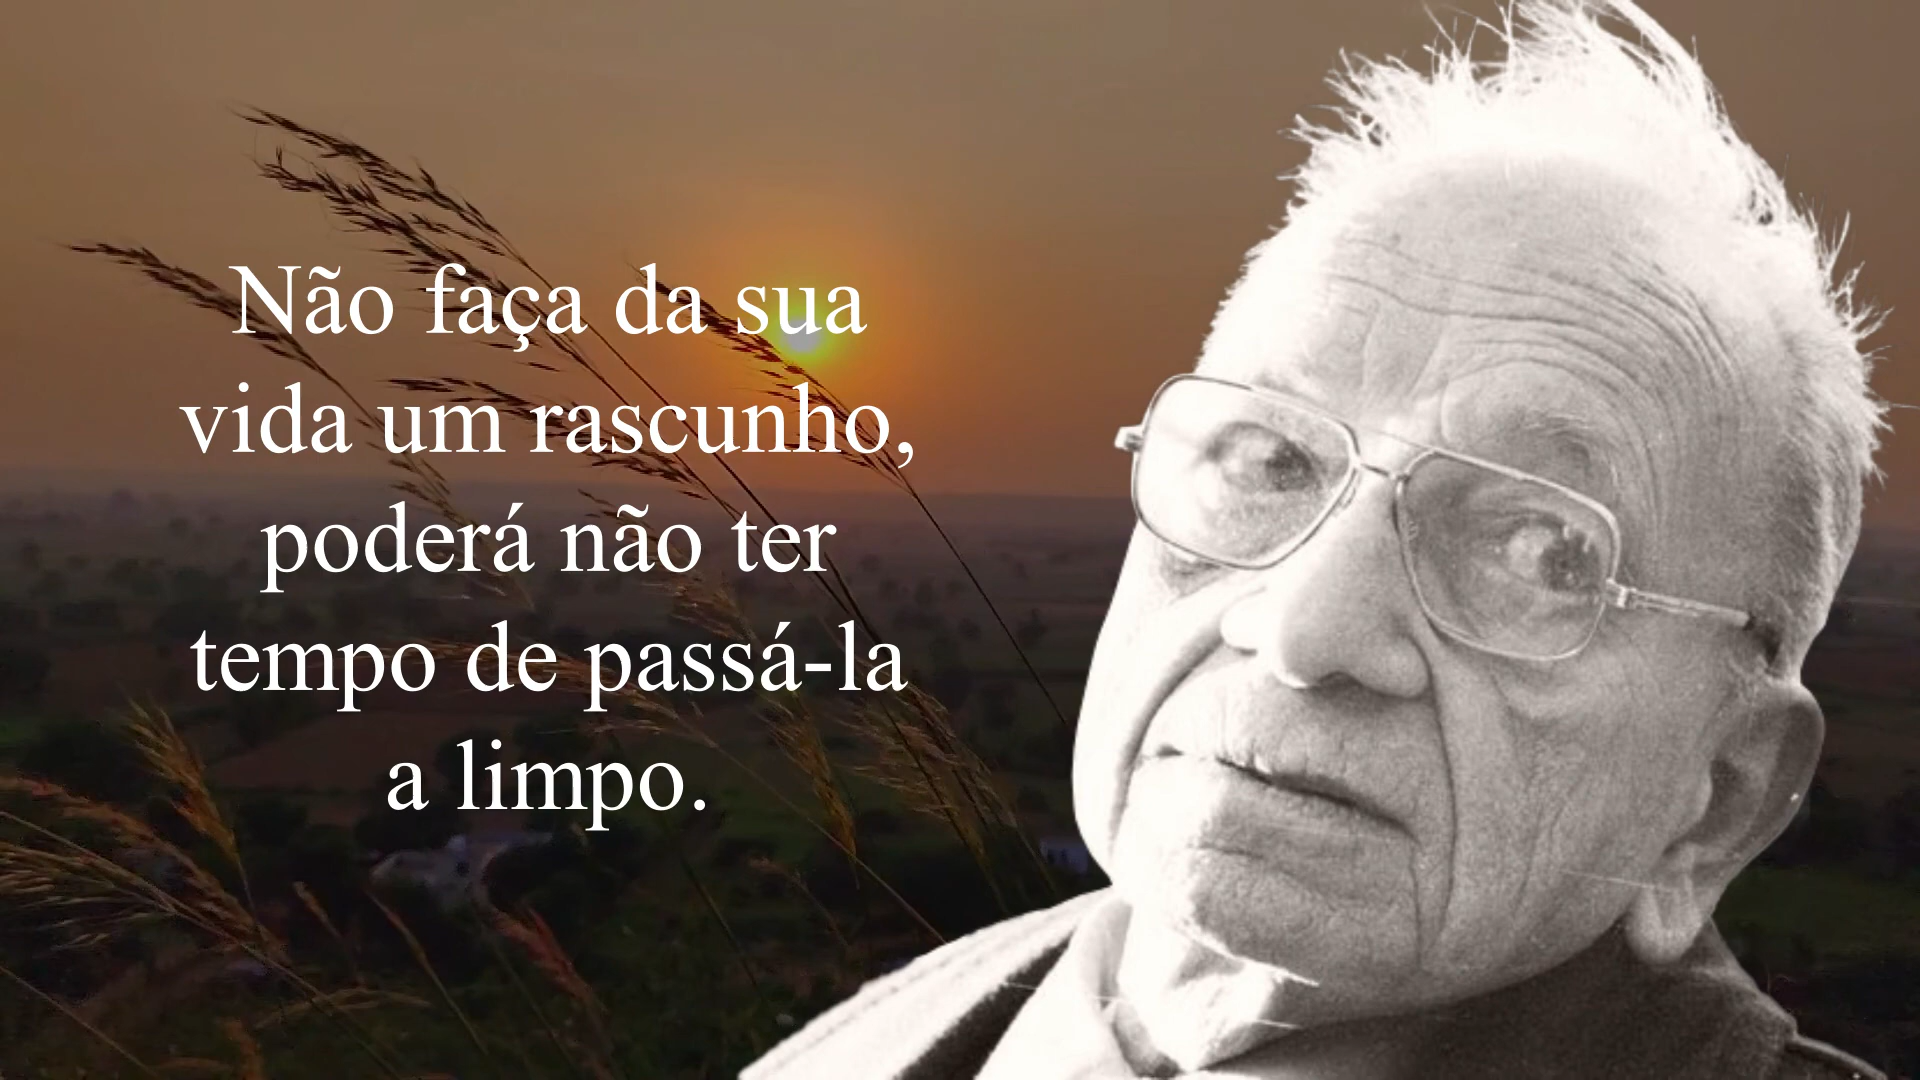 Não faça da sua
vida um rascunho,
poderá não ter
tempo de passá-la
a limpo.